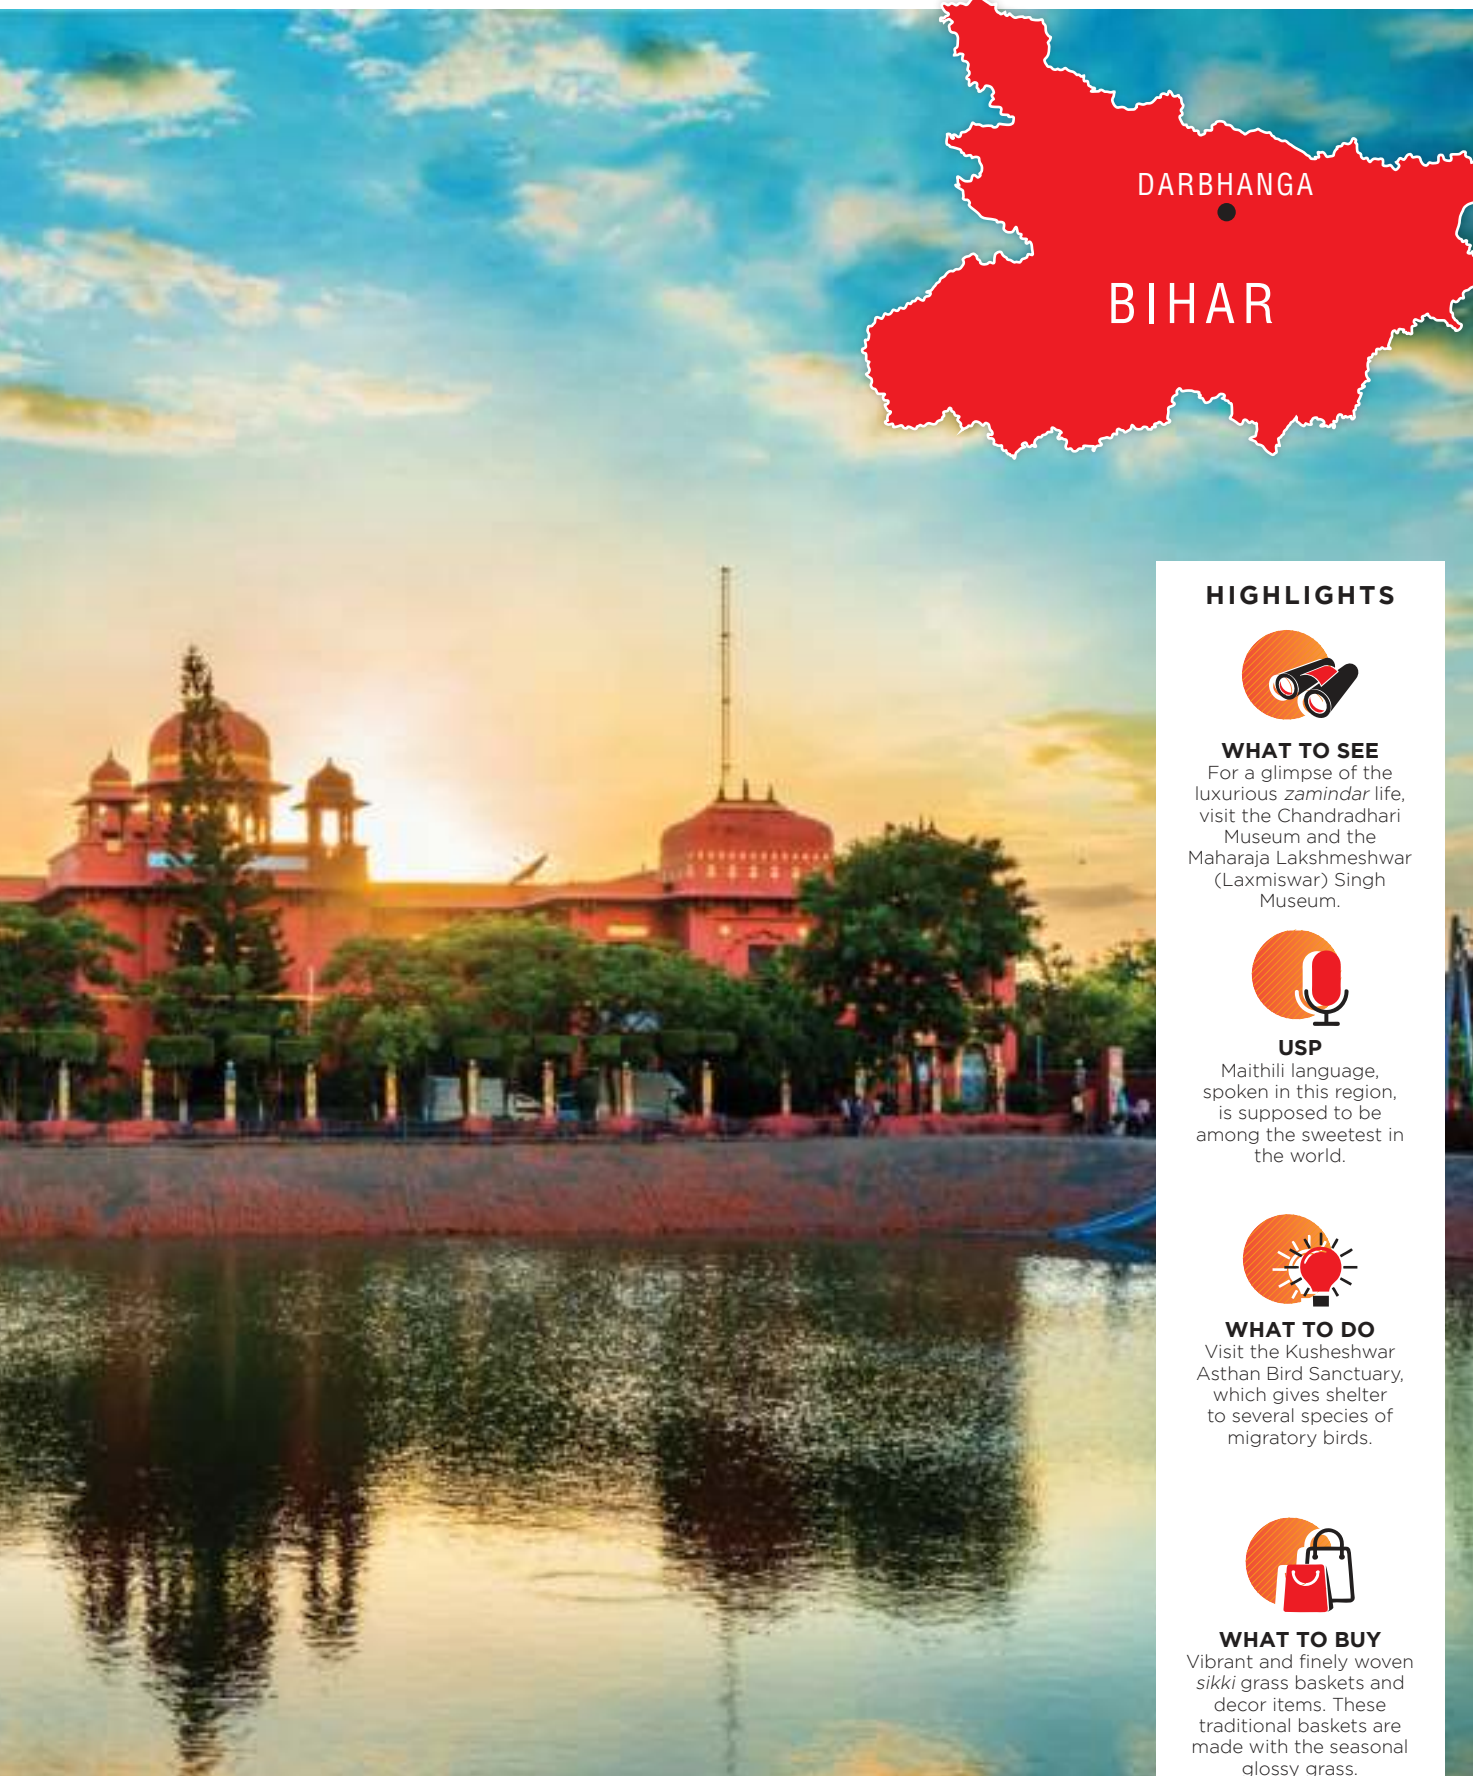 DARBHANGA
BIHAR
HIGHLIGHTS
WHAT TO SEE
For a glimpse of the
luxurious zamindar life,
visit the Chandradhari
Museum and the
Maharaja Lakshmeshwar
(Laxmiswar) Singh
Museum.
USP
Maithili language,
spoken in this region,
is supposed to be
among the sweetest in
the world.
WHAT TO DO
Visit the Kusheshwar
Asthan Bird Sanctuary,
which gives shelter
to several species of
migratory birds.
WHAT TO BUY
Vibrant and finely woven
sikki grass baskets and
decor items. These
traditional baskets are
made with the seasonal
glossy grass.